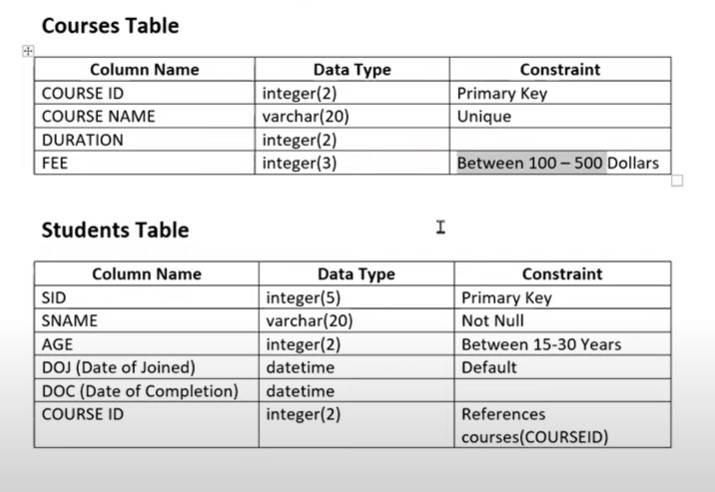 Courses Table
Column Name Data Type Constraint
COURSE ID integer(2) Primary Key
COURSE NAME varchar(20) Unique
DURATION integer(2)
FEE integer(3) Between 100 – 500 Dollars
Students Table
Column Name Data Type Constraint
SID integer(5) Primary Key
SNAME varchar(20) Not Null
AGE integer(2) Between 15-30 Years
DOJ (Date of Joined) datetime Default
DOC (Date of Completion) datetime
COURSE ID integer(2) References
courses(COURSEID)